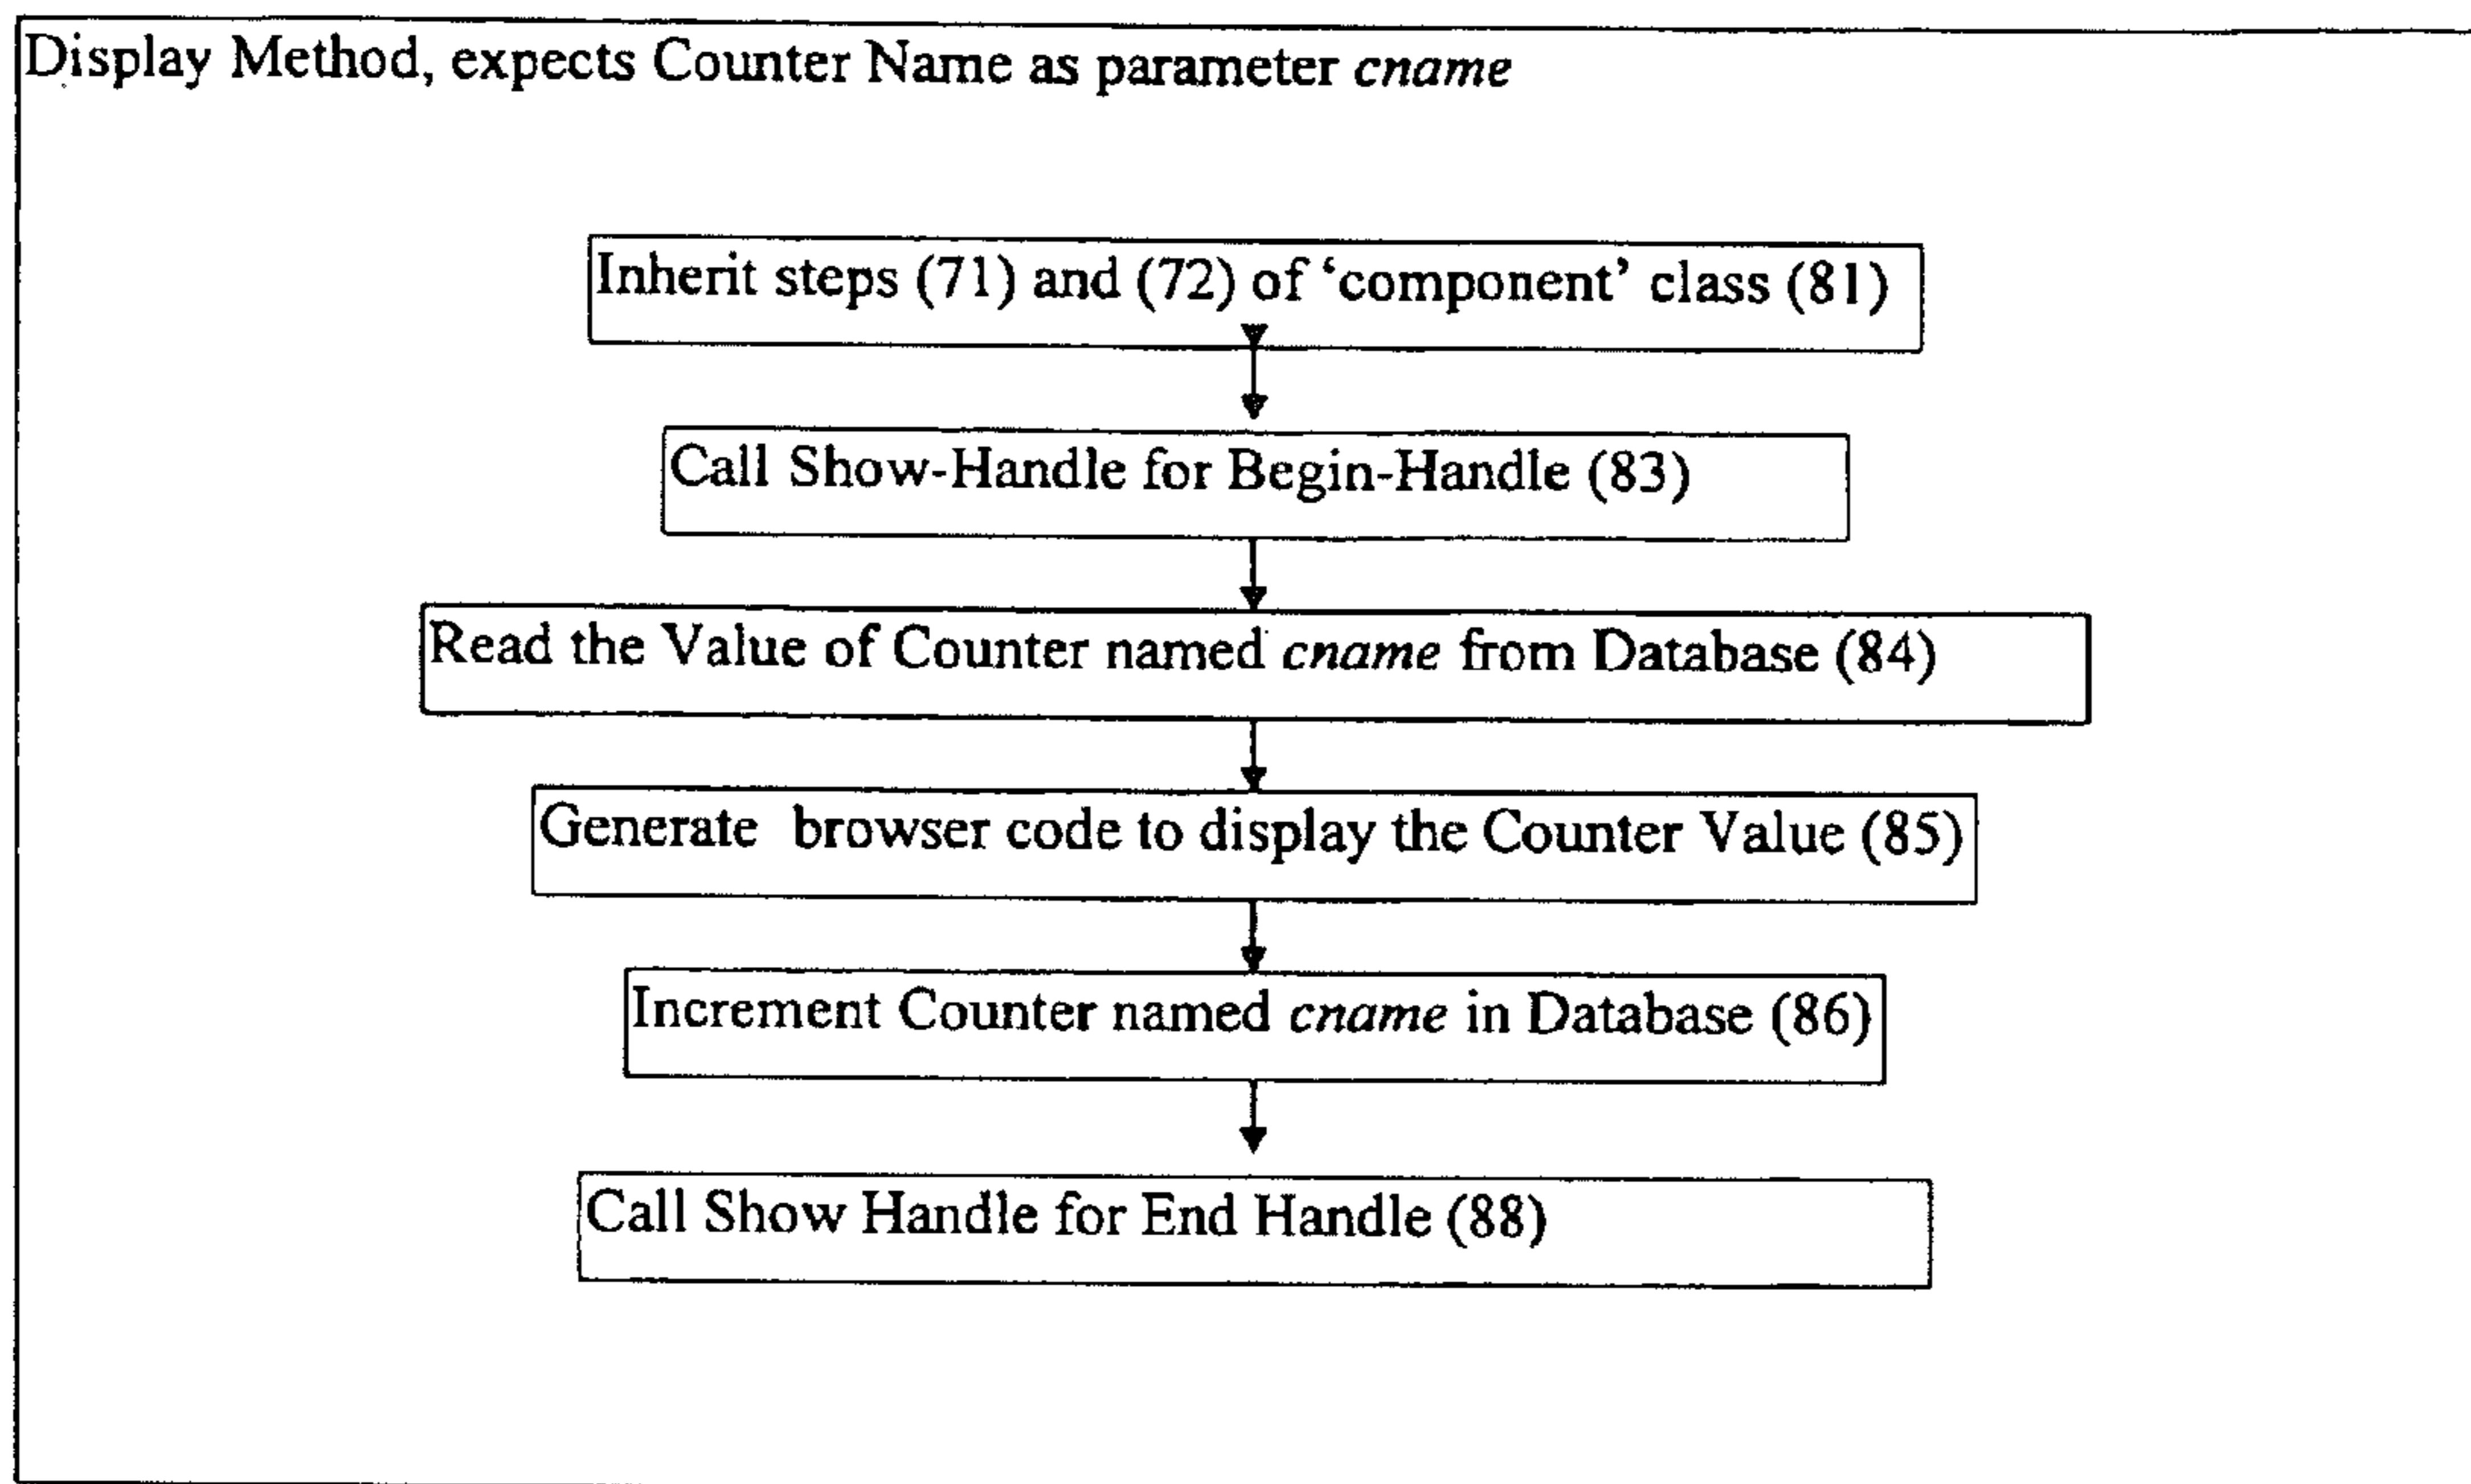 Display Method, expects Counter Name as parameter cname
Inherit steps (71) and (72) of ‘component’ class (81)
Call Show-Handle for Begin-Handle (83)
Read the Value of Counter named cname from Database (84)
Generate browser code to display the Counter Value (85)
Increment Counter named cname in Database (86)
Call Show Handle for End Handle (88)